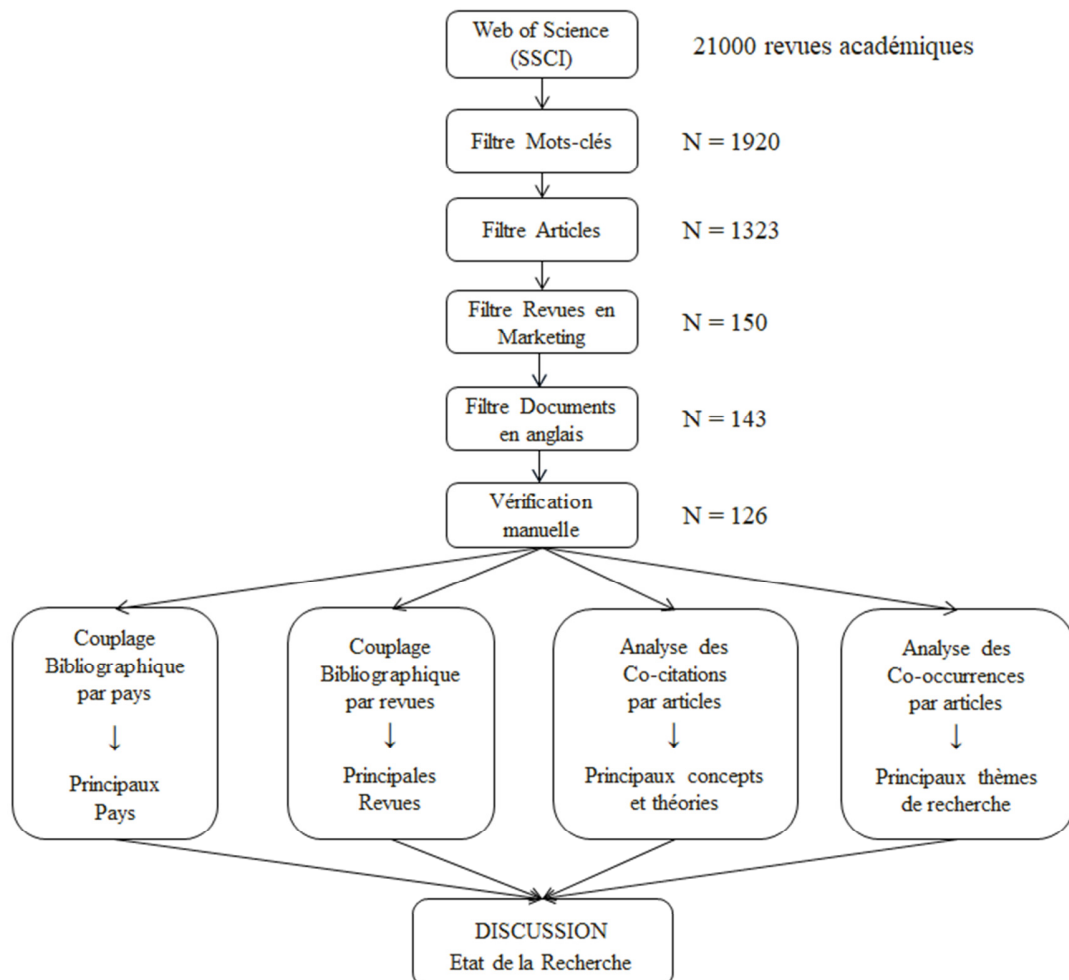 Web of Science
(SSCI)
21000 revues académiques
Filtre Mots-clés
N = 1920
Filtre Articles
N = 1323
Filtre Revues en
Marketing
N = 150
Filtre Documents
en anglais
N = 143
Vérification
manuelle
N = 126
Couplage
Bibliographique
par pays
↓
Principaux
Pays
Couplage
Bibliographique
par revues
↓
Principales
Revues
Analyse des
Co-citations
par articles
↓
Principaux concepts
et théories
Analyse des
Co-occurrences
par articles
↓
Principaux thèmes
de recherche
DISCUSSION
Etat de la Recherche